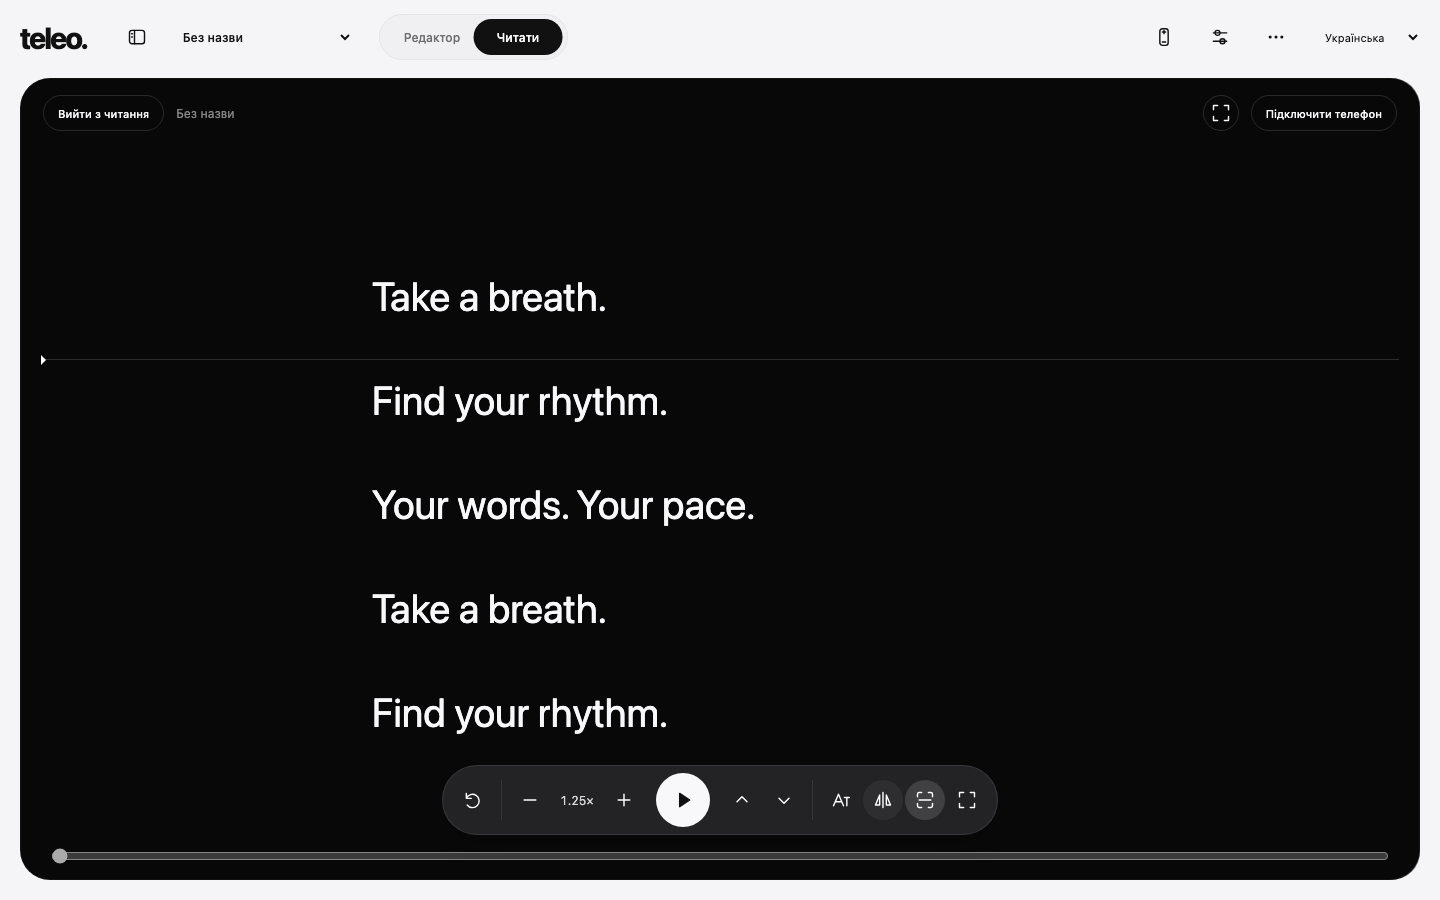 teleo.
Без назви
Редактор
Читати
Українська
Вийти з читання
Без назви
Підключити телефон
Take a breath.
Find your rhythm.
Your words. Your pace.
Take a breath.
Find your rhythm.
1.25×
AT